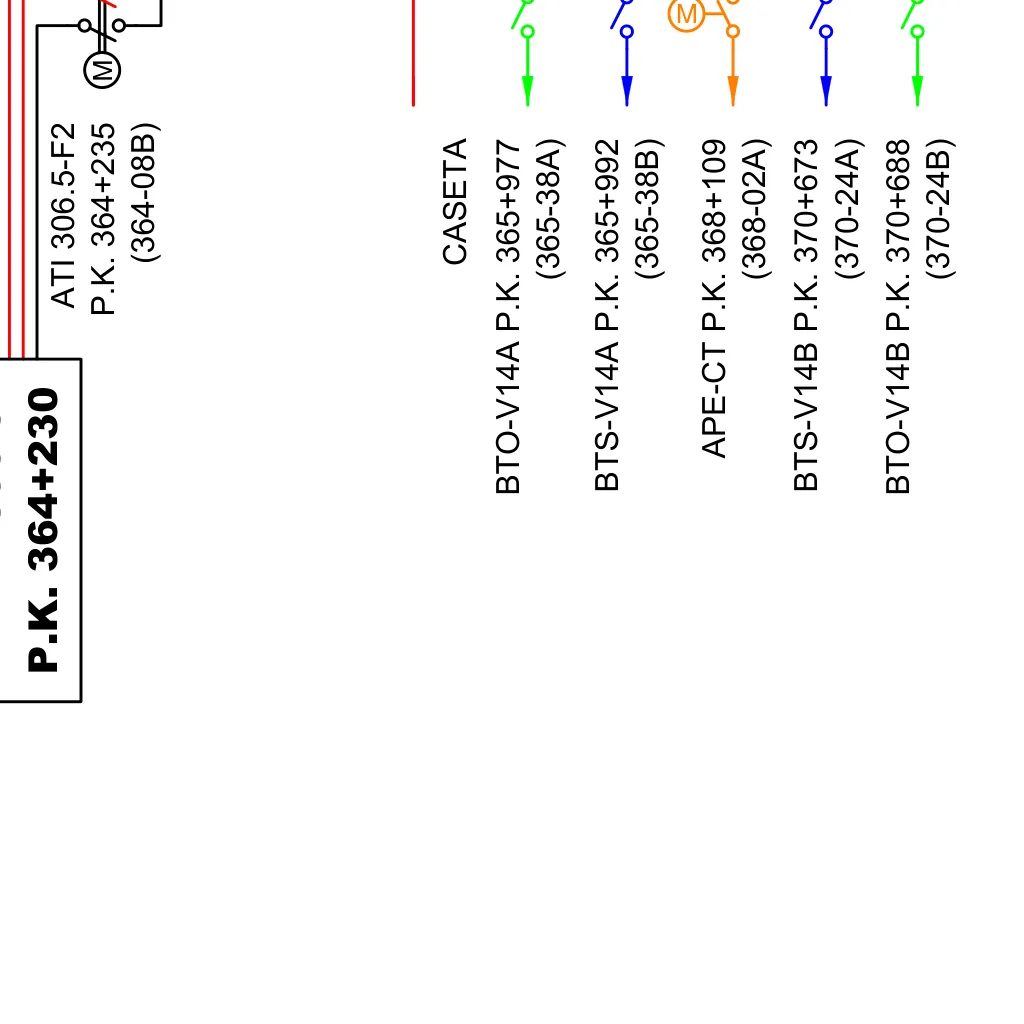 M
M
ATI 306.5-F2
P.K. 364+235
(364-08B)
P.K. 364+230
CASETA
BTO-V14A P.K. 365+977
(365-38A)
BTS-V14A P.K. 365+992
(365-38B)
APE-CT P.K. 368+109
(368-02A)
BTS-V14B P.K. 370+673
(370-24A)
BTO-V14B P.K. 370+688
(370-24B)